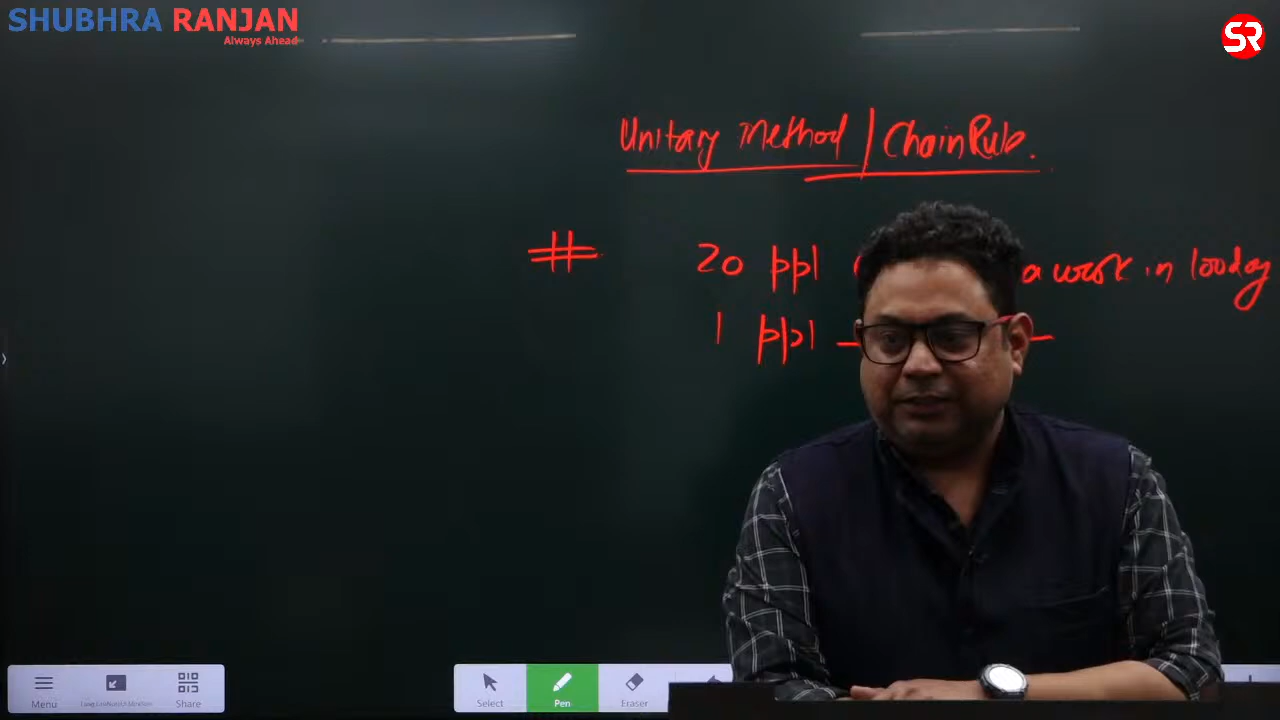 SHUBHRA RANJAN
Always Ahead
SR
Unitary Method / Chain Rule.
# 20 ppl a work in 100 day
1 ppl
Menu
Share
Select
Pen
Eraser